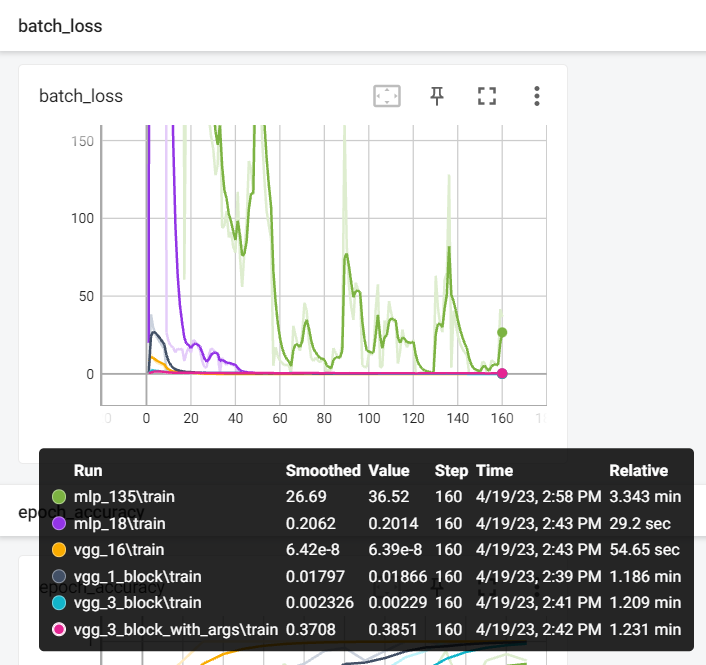 batch_loss
batch_loss
150
100
50
0
0 0 20 40 60 80 100 120 140 160
Run Smoothed Value Step Time Relative
mlp_135\train 26.69 36.52 160 4/19/23, 2:58 PM 3.343 min
mlp_18\train 0.2062 0.2014 160 4/19/23, 2:43 PM 29.2 sec
vgg_16\train 6.42e-8 6.39e-8 160 4/19/23, 2:43 PM 54.65 sec
vgg_1_block\train 0.01797 0.01866 160 4/19/23, 2:39 PM 1.186 min
vgg_3_block\train 0.002326 0.00229 160 4/19/23, 2:41 PM 1.209 min
vgg_3_block_with_args\train 0.3708 0.3851 160 4/19/23, 2:42 PM 1.231 min
epoch_accuracy
epoch_accuracy